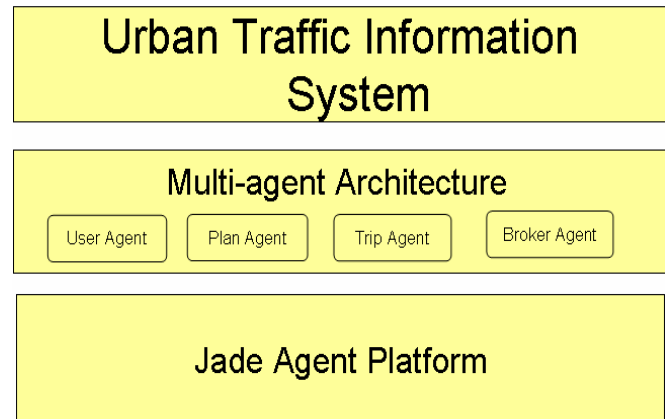 Urban Traffic Information
System
Multi-agent Architecture
User Agent
Plan Agent
Trip Agent
Broker Agent
Jade Agent Platform